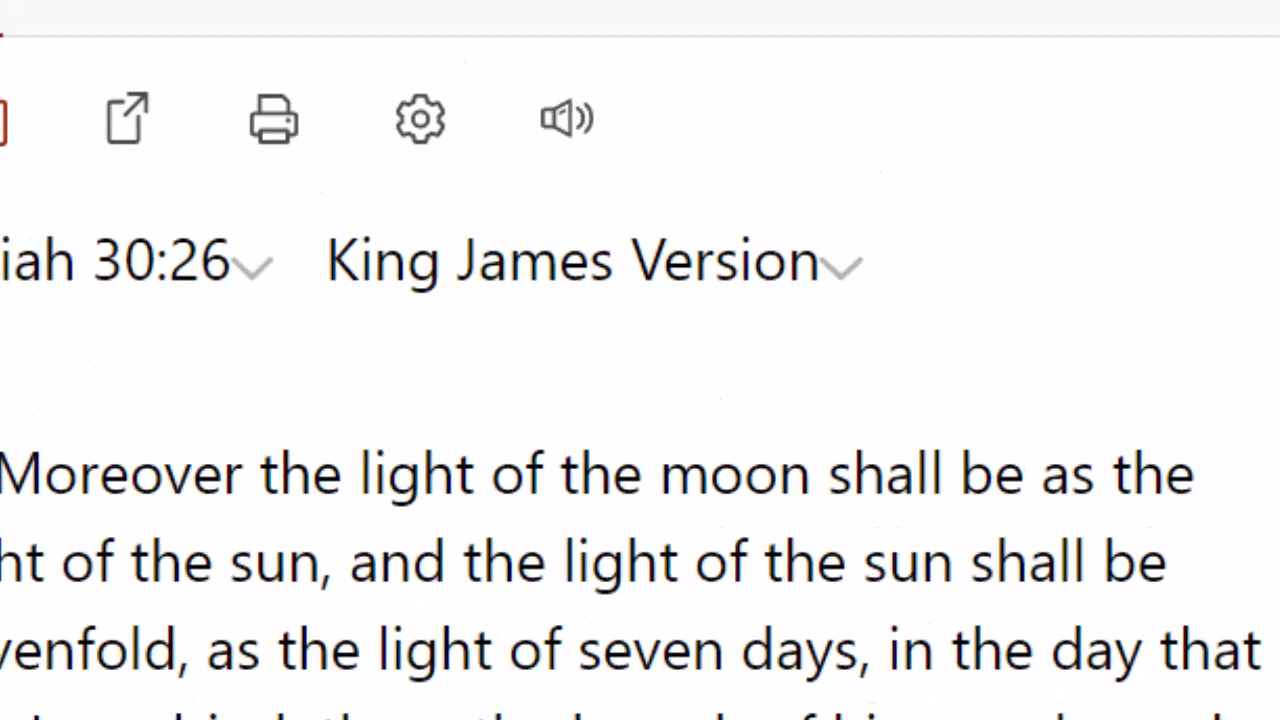 iah 30:26 King James Version
Moreover the light of the moon shall be as the
ht of the sun, and the light of the sun shall be
venfold, as the light of seven days, in the day that